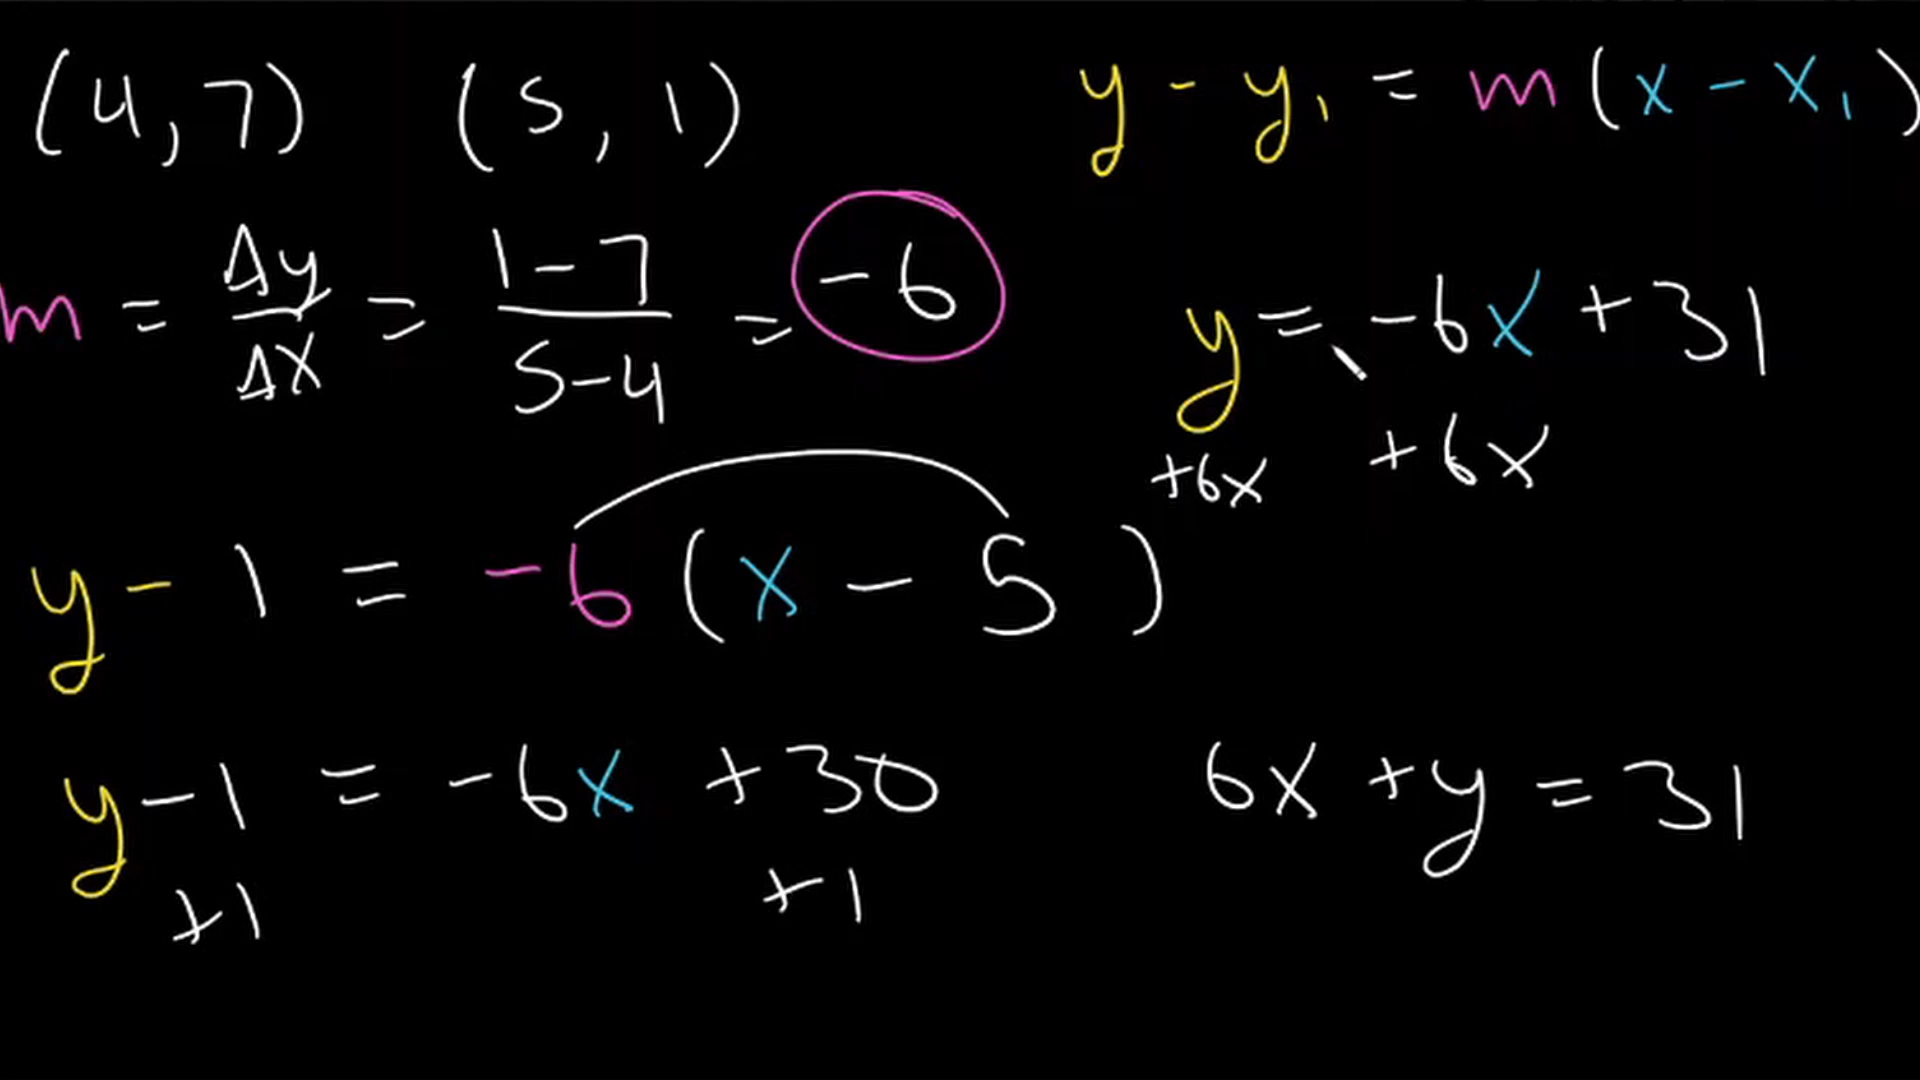 (4,7) (5,1)
y - y₁ = m(x - x₁)
m = Δy/Δx = 1-7/5-4 = -6
y = -6x + 31
+6x +6x
y - 1 = -6(x - 5)
y - 1 = -6x + 30
+1 +1
6x + y = 31